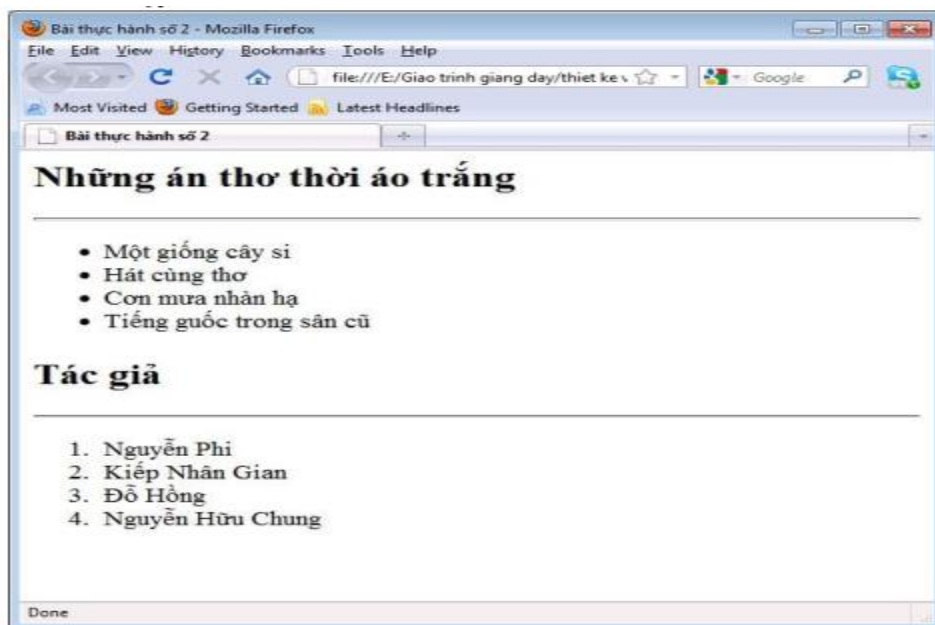 Bài thực hành số 2 - Mozilla Firefox
File Edit View History Bookmarks Tools Help
file:///E:/Giao trinh giang day/thiet ke Google
Most Visited Getting Started Latest Headlines
Bài thực hành số 2
Những án thơ thời áo trắng
• Một giống cây si
• Hát cùng thơ
• Cơn mưa nhàn hạ
• Tiếng guốc trong sân cũ
Tác giả
1. Nguyễn Phi
2. Kiếp Nhân Gian
3. Đỗ Hồng
4. Nguyễn Hữu Chung
Done